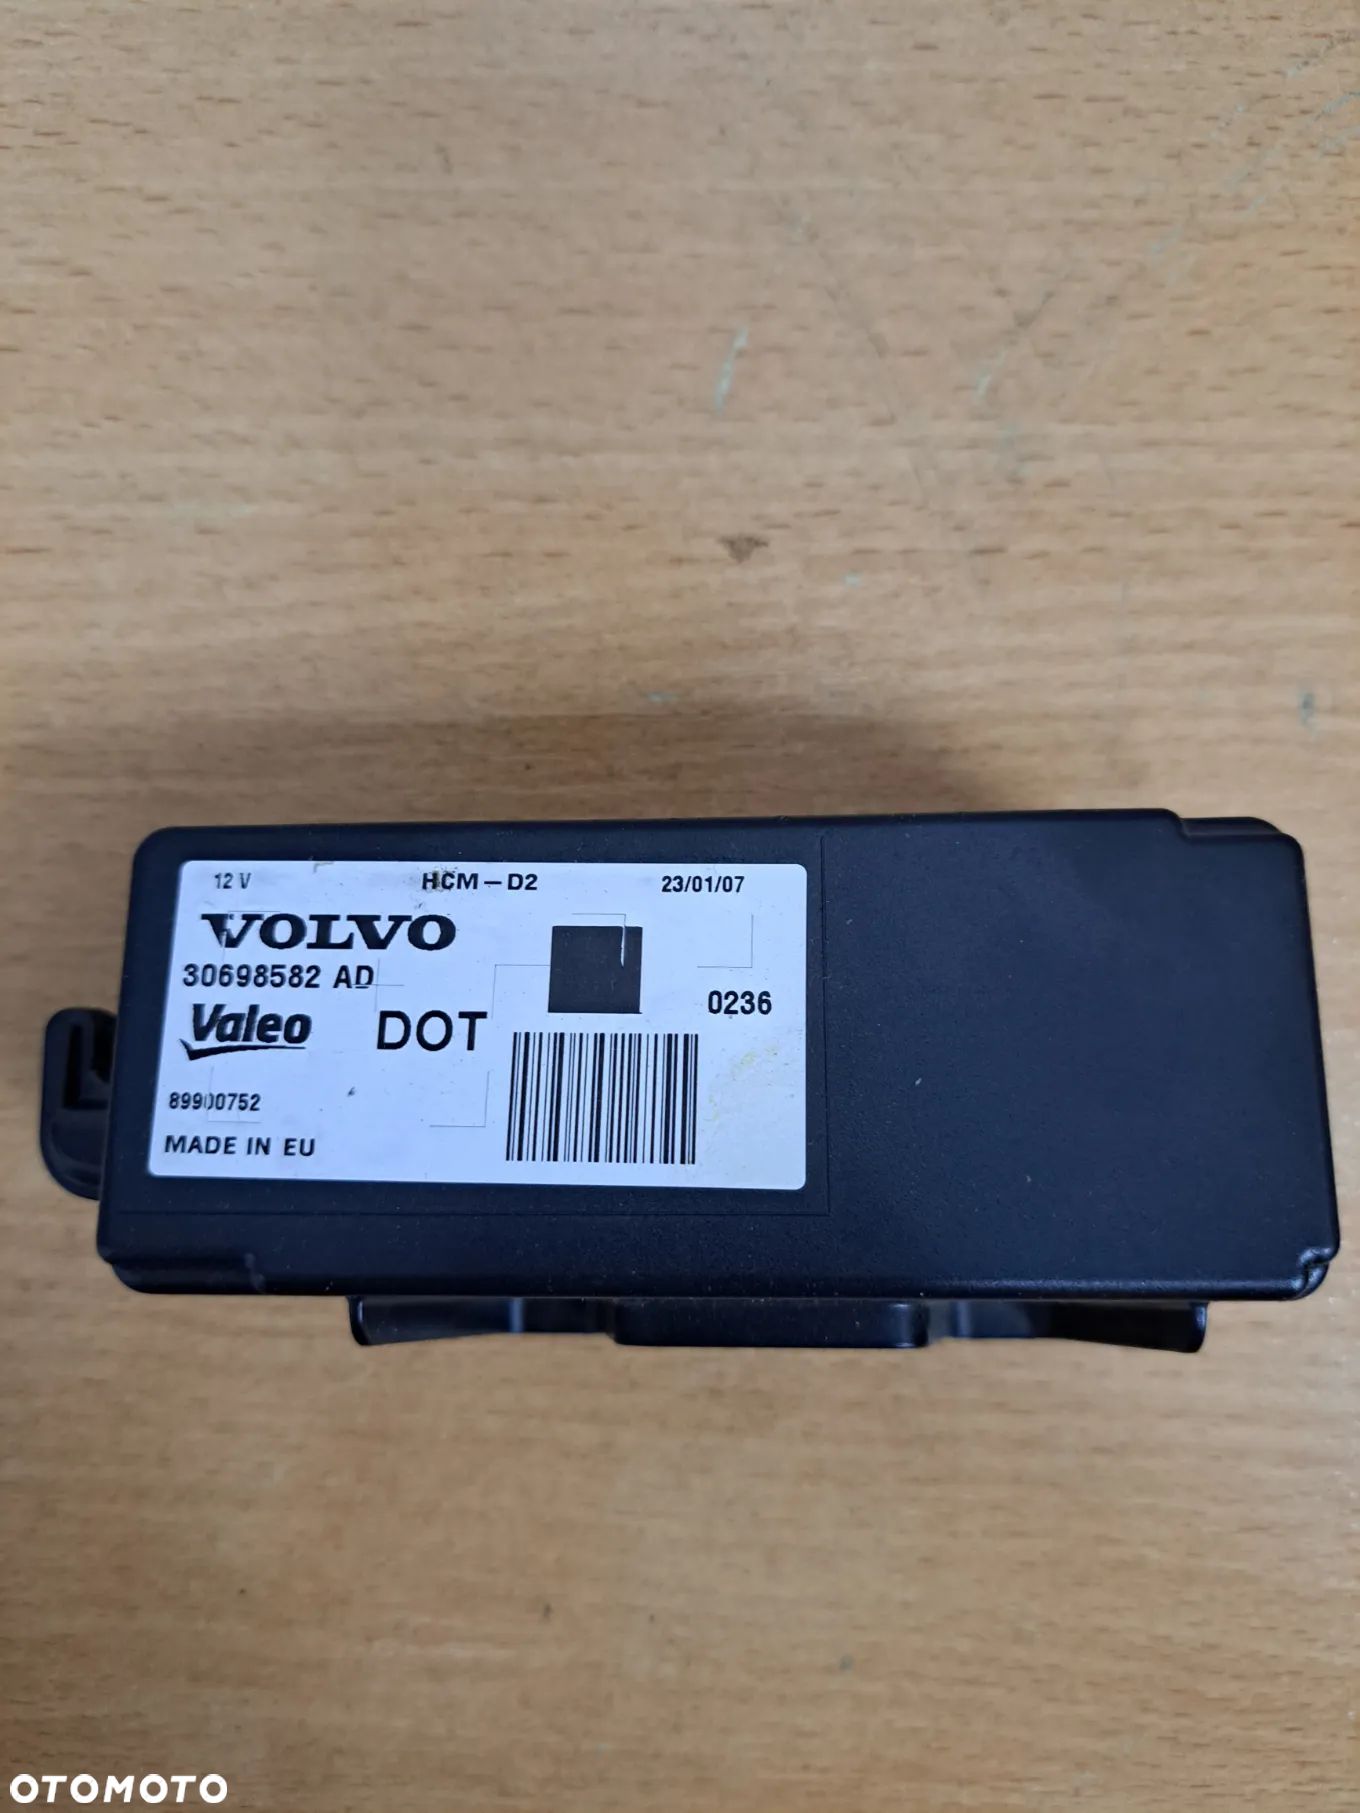 12 V HCM-D2 23/01/07
VOLVO
30698582 AD
0236
Valeo DOT
89900752
MADE IN EU
OTOMOTO